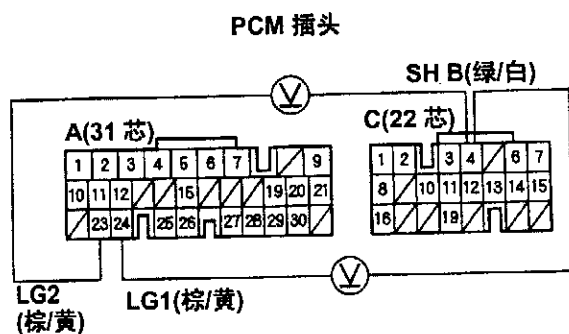 PCM 插头
SH B(绿/白)
A(31 芯)
C(22 芯)
1 2 3 4 5 6 7 9
10 11 12 15 19 20 21
23 24 25 26 27 28 29 30
1 2 3 4 6 7
8 10 11 12 13 14 15
16 19
LG2
(棕/黄)
LG1(棕/黄)
V
V